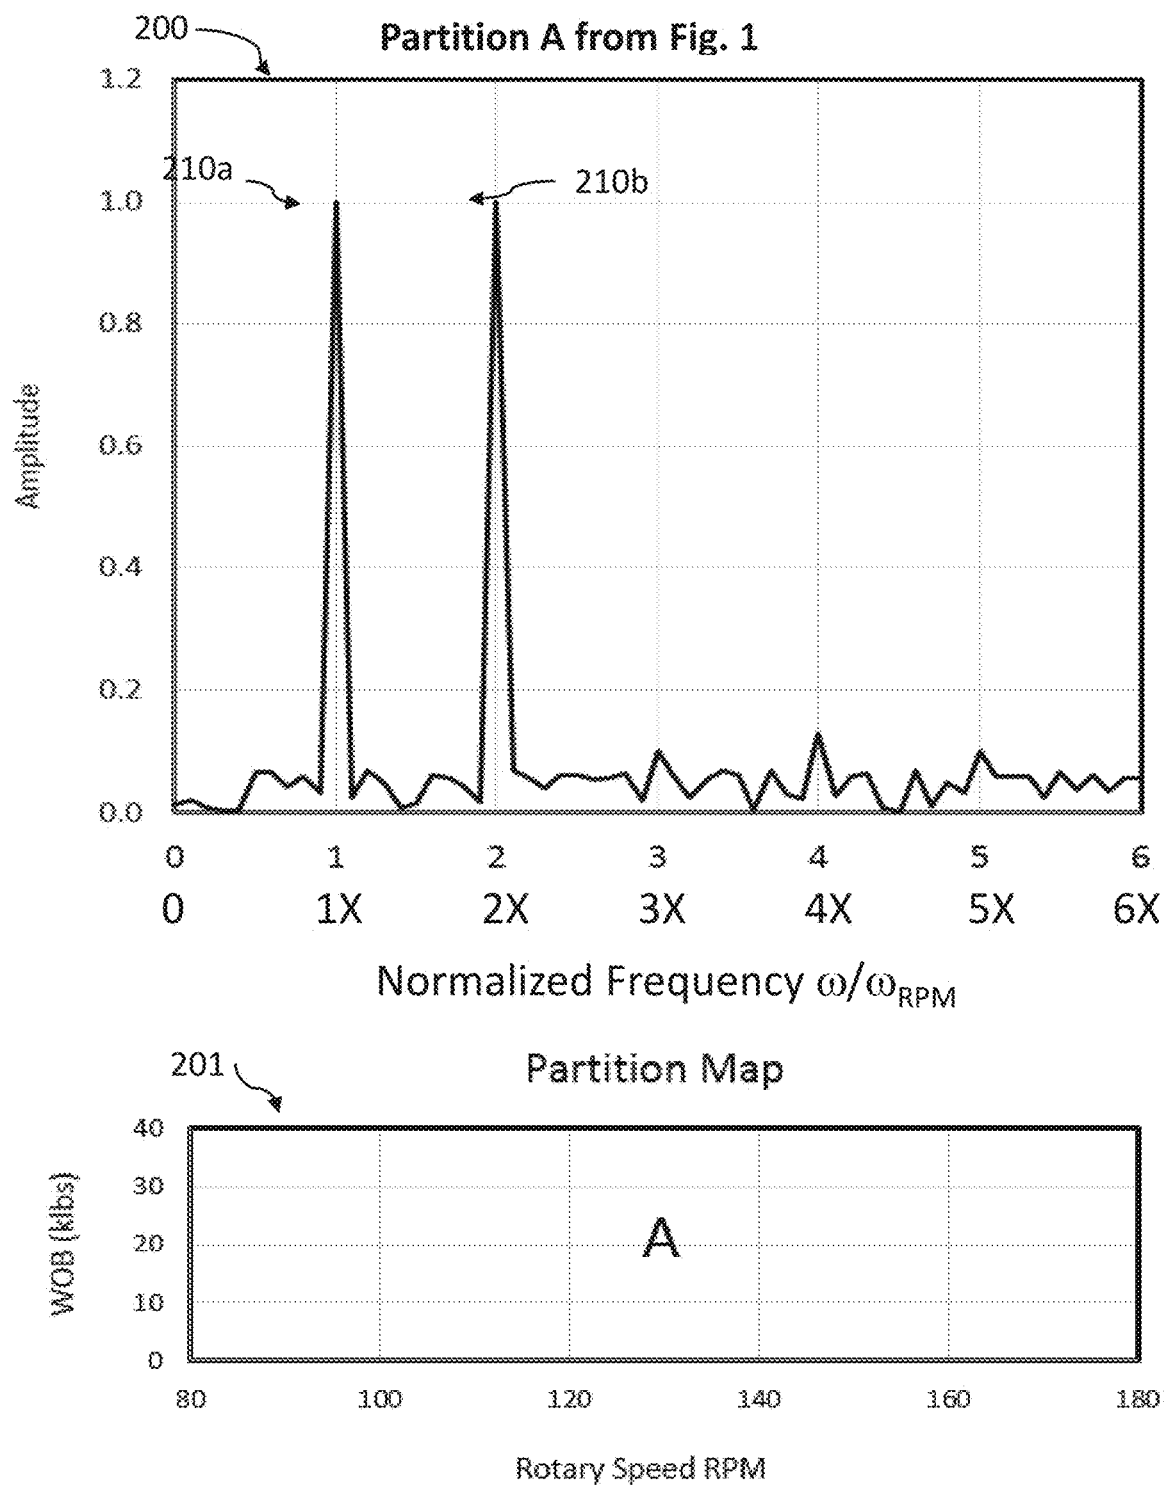 200
Partition A from Fig. 1
1.2
210a
210b
1.0
0.8
Amplitude
0.6
0.4
0.2
0.0
0 1 2 3 4 5 6
0 1X 2X 3X 4X 5X 6X
Normalized Frequency ω/ωRPM
201
Partition Map
40
30
WOB (klbs)
A
20
10
0
80 100 120 140 160 180
Rotary Speed RPM